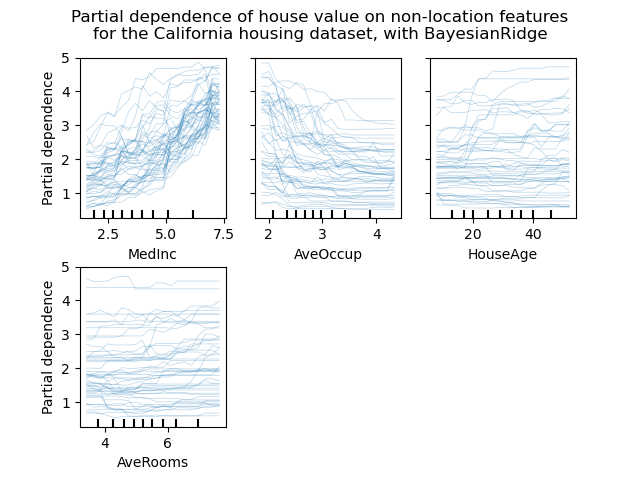 Partial dependence of house value on non-location features
for the California housing dataset, with BayesianRidge
5
4
3
2
1
Partial dependence
2.5 5.0 7.5
MedInc
2 3 4
AveOccup
20 40
HouseAge
5
4
3
2
1
Partial dependence
4 6
AveRooms